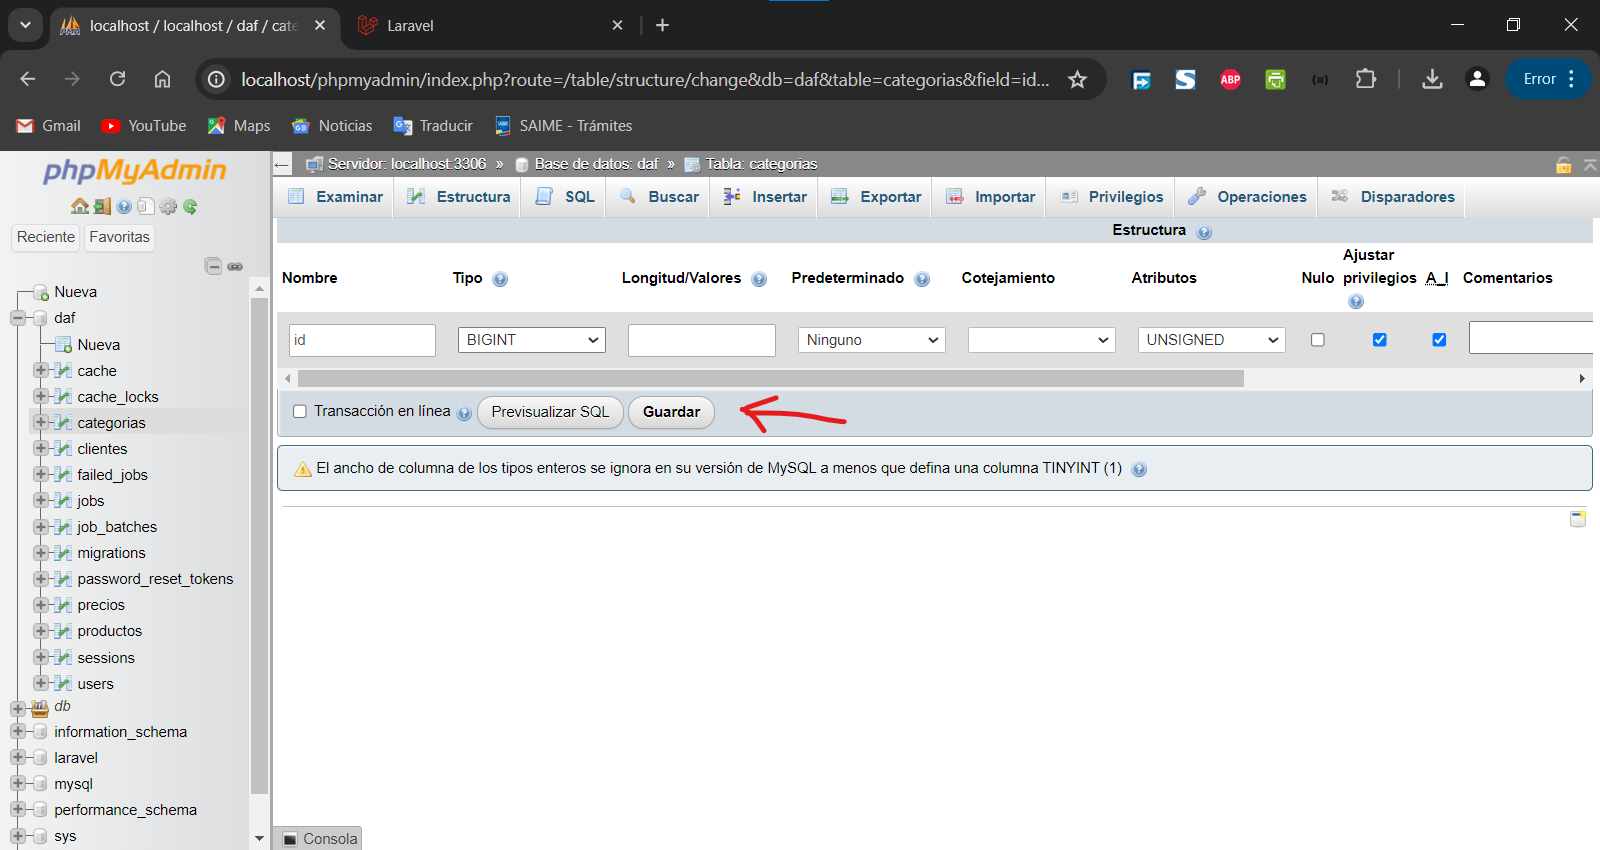 localhost / localhost / daf / cate
Laravel
localhost/phpmyadmin/index.php?route=/table/structure/change&db=daf&table=categorias&field=id...
ABP
Error
Gmail
YouTube
Maps
Noticias
Traducir
SAIME - Trámites
phpMyAdmin
Reciente
Favoritas
Nueva
daf
Nueva
cache
cache_locks
categorias
clientes
failed_jobs
jobs
job_batches
migrations
password_reset_tokens
precios
productos
sessions
users
db
information_schema
laravel
mysql
performance_schema
sys
Servidor: localhost:3306 » Base de datos: daf » Tabla: categorias
Examinar Estructura SQL Buscar Insertar Exportar Importar Privilegios Operaciones Disparadores
Estructura
Nombre Tipo Longitud/Valores Predeterminado Cotejamiento Atributos Nulo Ajustar privilegios A_I Comentarios
id BIGINT Ninguno UNSIGNED
Transacción en línea Previsualizar SQL Guardar
El ancho de columna de los tipos enteros se ignora en su versión de MySQL a menos que defina una columna TINYINT (1)
Consola